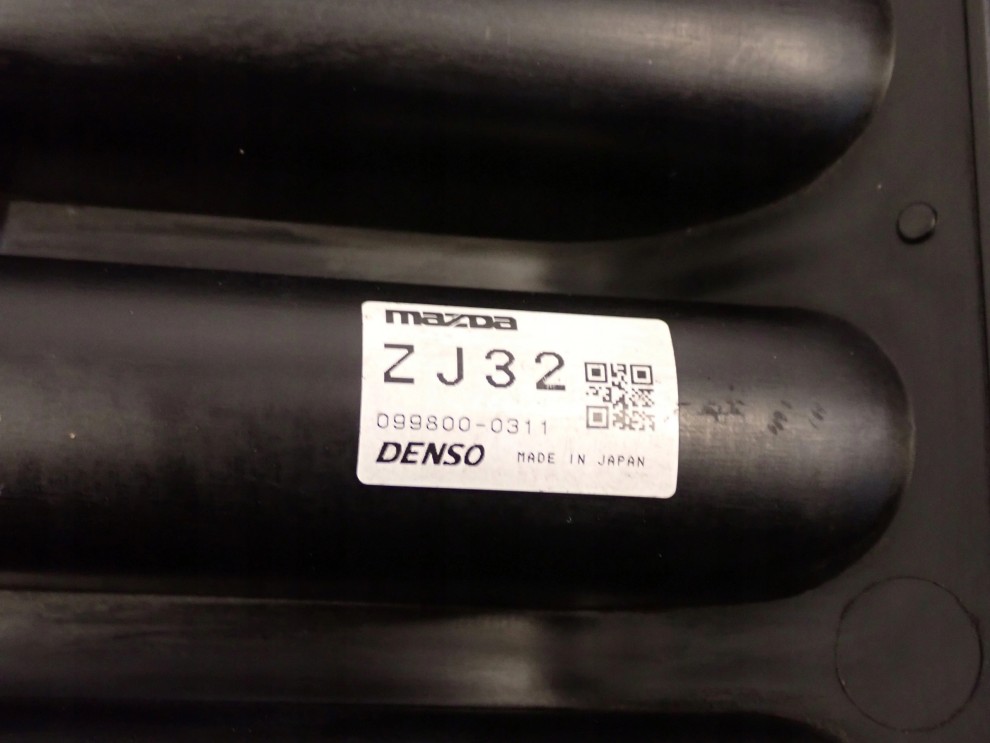 mazda
ZJ32
099800-0311
DENSO MADE IN JAPAN